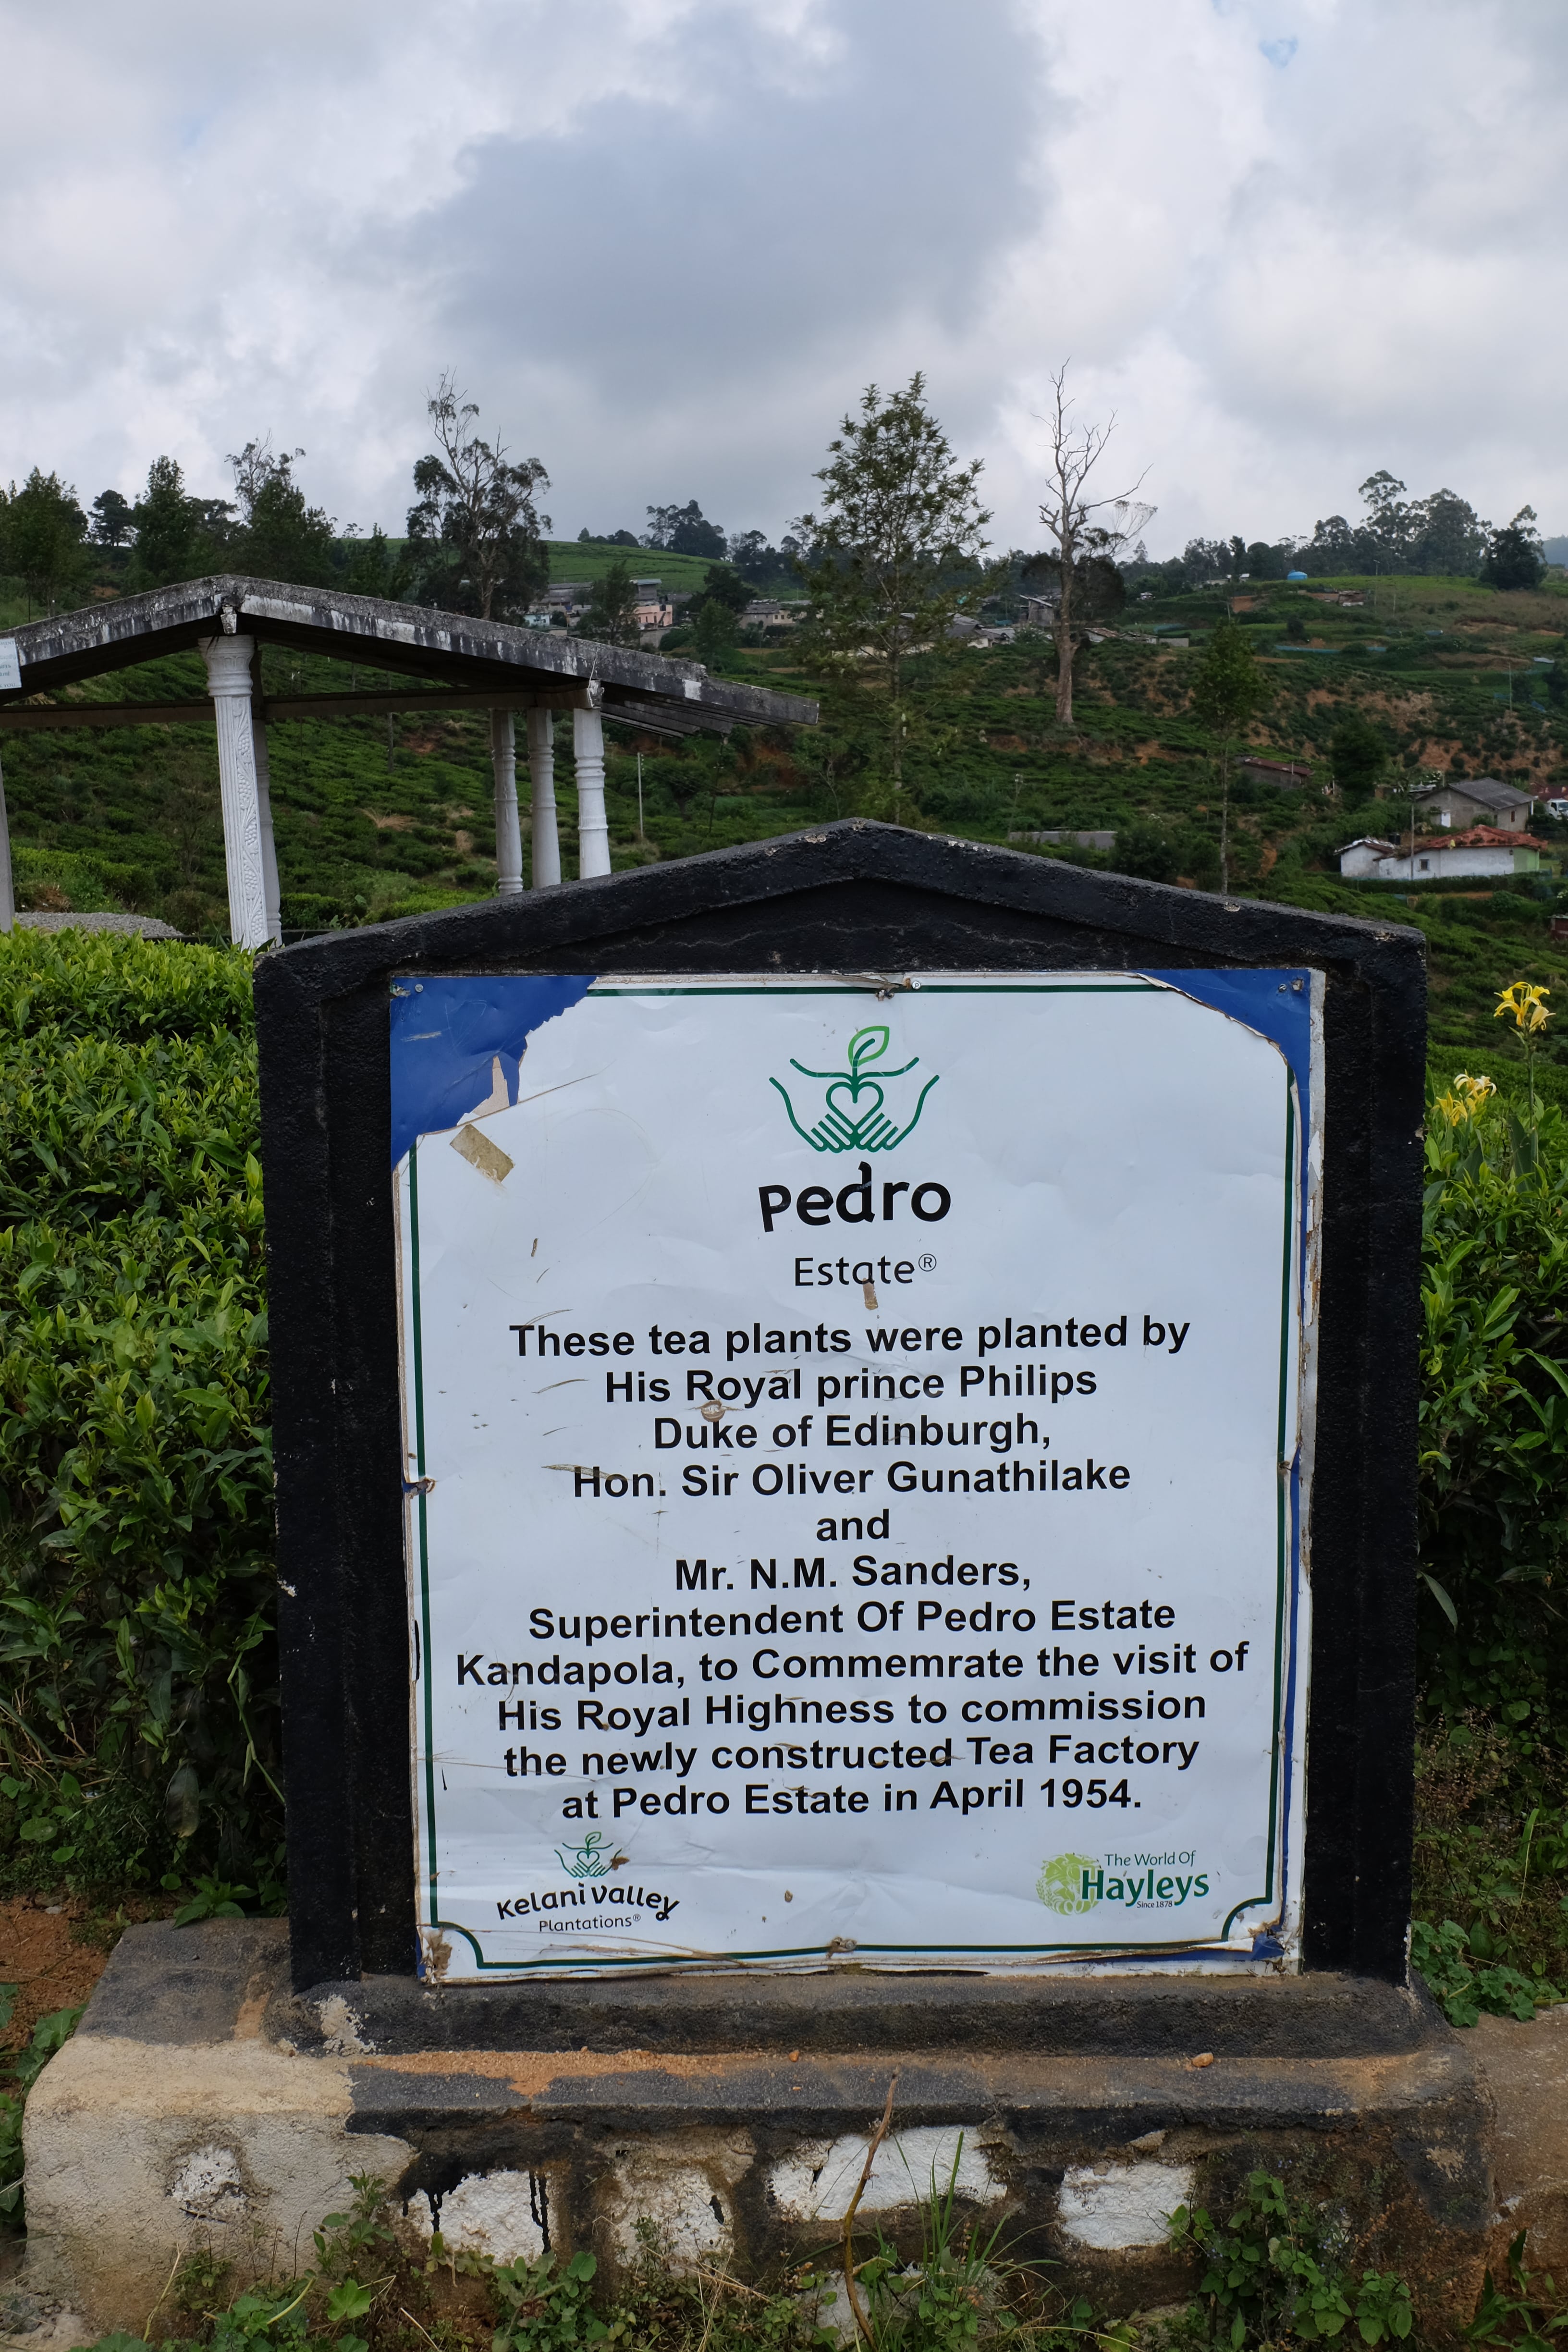 Pedro
Estate®
These tea plants were planted by
His Royal prince Philips
Duke of Edinburgh,
Hon. Sir Oliver Gunathilake
and
Mr. N.M. Sanders,
Superintendent Of Pedro Estate
Kandapola, to Commemrate the visit of
His Royal Highness to commission
the newly constructed Tea Factory
at Pedro Estate in April 1954.
Kelani Valley
Plantations®
The World Of
Hayleys
Since 1878